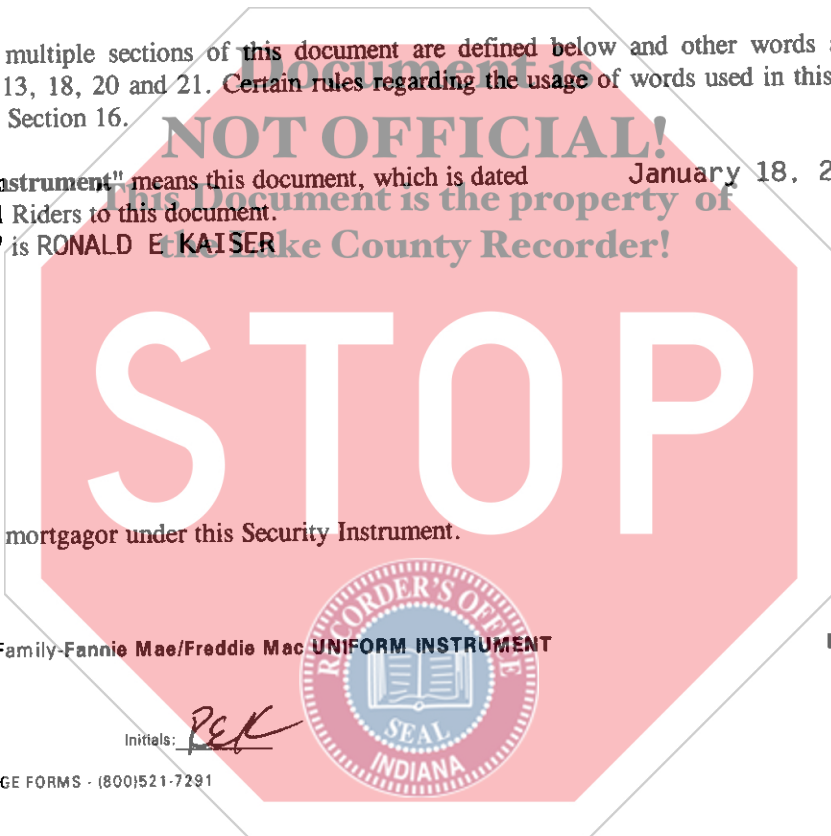 multiple sections of this document are defined below and other words
13, 18, 20 and 21. Certain rules regarding the usage of words used in this
Section 16.
Document is
NOT OFFICIAL!
This Document is the property of
the Lake County Recorder!
nstrument" means this document, which is dated January 18, 2
Riders to this document.
is RONALD E KAISER
STOP
mortgagor under this Security Instrument.
RECORDER'S OFFICE
SEAL
INDIANA
Family-Fannie Mae/Freddie Mac UNIFORM INSTRUMENT
Initials: REK
GE FORMS - (800)521-7291